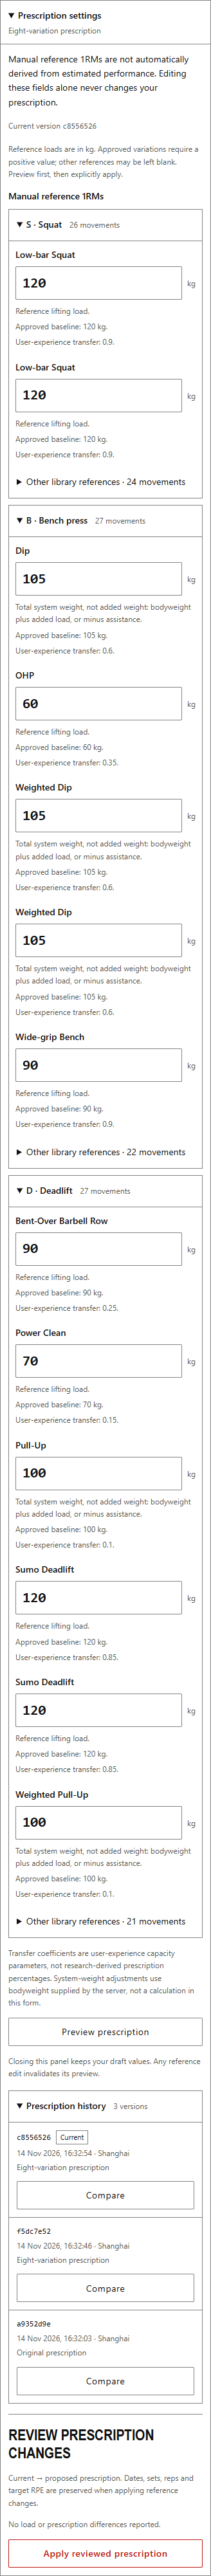 ▼ Prescription settings
Eight-variation prescription
Manual reference 1RMs are not automatically
derived from estimated performance. Editing
these fields alone never changes your
prescription.
Current version c8556526
Reference loads are in kg. Approved variations require a
positive value; other references may be left blank.
Preview first, then explicitly apply.
Manual reference 1RMs
▼ S · Squat 26 movements
Low-bar Squat
120 kg
Reference lifting load.
Approved baseline: 120 kg.
User-experience transfer: 0.9.
Low-bar Squat
120 kg
Reference lifting load.
Approved baseline: 120 kg.
User-experience transfer: 0.9.
▶ Other library references · 24 movements
▼ B · Bench press 27 movements
Dip
105 kg
Total system weight, not added weight: bodyweight
plus added load, or minus assistance.
Approved baseline: 105 kg.
User-experience transfer: 0.6.
OHP
60 kg
Reference lifting load.
Approved baseline: 60 kg.
User-experience transfer: 0.35.
Weighted Dip
105 kg
Total system weight, not added weight: bodyweight
plus added load, or minus assistance.
Approved baseline: 105 kg.
User-experience transfer: 0.6.
Weighted Dip
105 kg
Total system weight, not added weight: bodyweight
plus added load, or minus assistance.
Approved baseline: 105 kg.
User-experience transfer: 0.6.
Wide-grip Bench
90 kg
Reference lifting load.
Approved baseline: 90 kg.
User-experience transfer: 0.9.
▶ Other library references · 22 movements
▼ D · Deadlift 27 movements
Bent-Over Barbell Row
90 kg
Reference lifting load.
Approved baseline: 90 kg.
User-experience transfer: 0.25.
Power Clean
70 kg
Reference lifting load.
Approved baseline: 70 kg.
User-experience transfer: 0.15.
Pull-Up
100 kg
Total system weight, not added weight: bodyweight
plus added load, or minus assistance.
Approved baseline: 100 kg.
User-experience transfer: 0.1.
Sumo Deadlift
120 kg
Reference lifting load.
Approved baseline: 120 kg.
User-experience transfer: 0.85.
Sumo Deadlift
120 kg
Reference lifting load.
Approved baseline: 120 kg.
User-experience transfer: 0.85.
Weighted Pull-Up
100 kg
Total system weight, not added weight: bodyweight
plus added load, or minus assistance.
Approved baseline: 100 kg.
User-experience transfer: 0.1.
▶ Other library references · 21 movements
Transfer coefficients are user-experience capacity
parameters, not research-derived prescription
percentages. System-weight adjustments use
bodyweight supplied by the server, not a calculation in
this form.
Preview prescription
Closing this panel keeps your draft values. Any reference
edit invalidates its preview.
▼ Prescription history 3 versions
c8556526 Current
14 Nov 2026, 16:32:54 · Shanghai
Eight-variation prescription
Compare
f5dc7e52
14 Nov 2026, 16:32:46 · Shanghai
Eight-variation prescription
Compare
a9352d9e
14 Nov 2026, 16:32:03 · Shanghai
Original prescription
Compare
REVIEW PRESCRIPTION
CHANGES
Current → proposed prescription. Dates, sets, reps and
target RPE are preserved when applying reference
changes.
No load or prescription differences reported.
Apply reviewed prescription